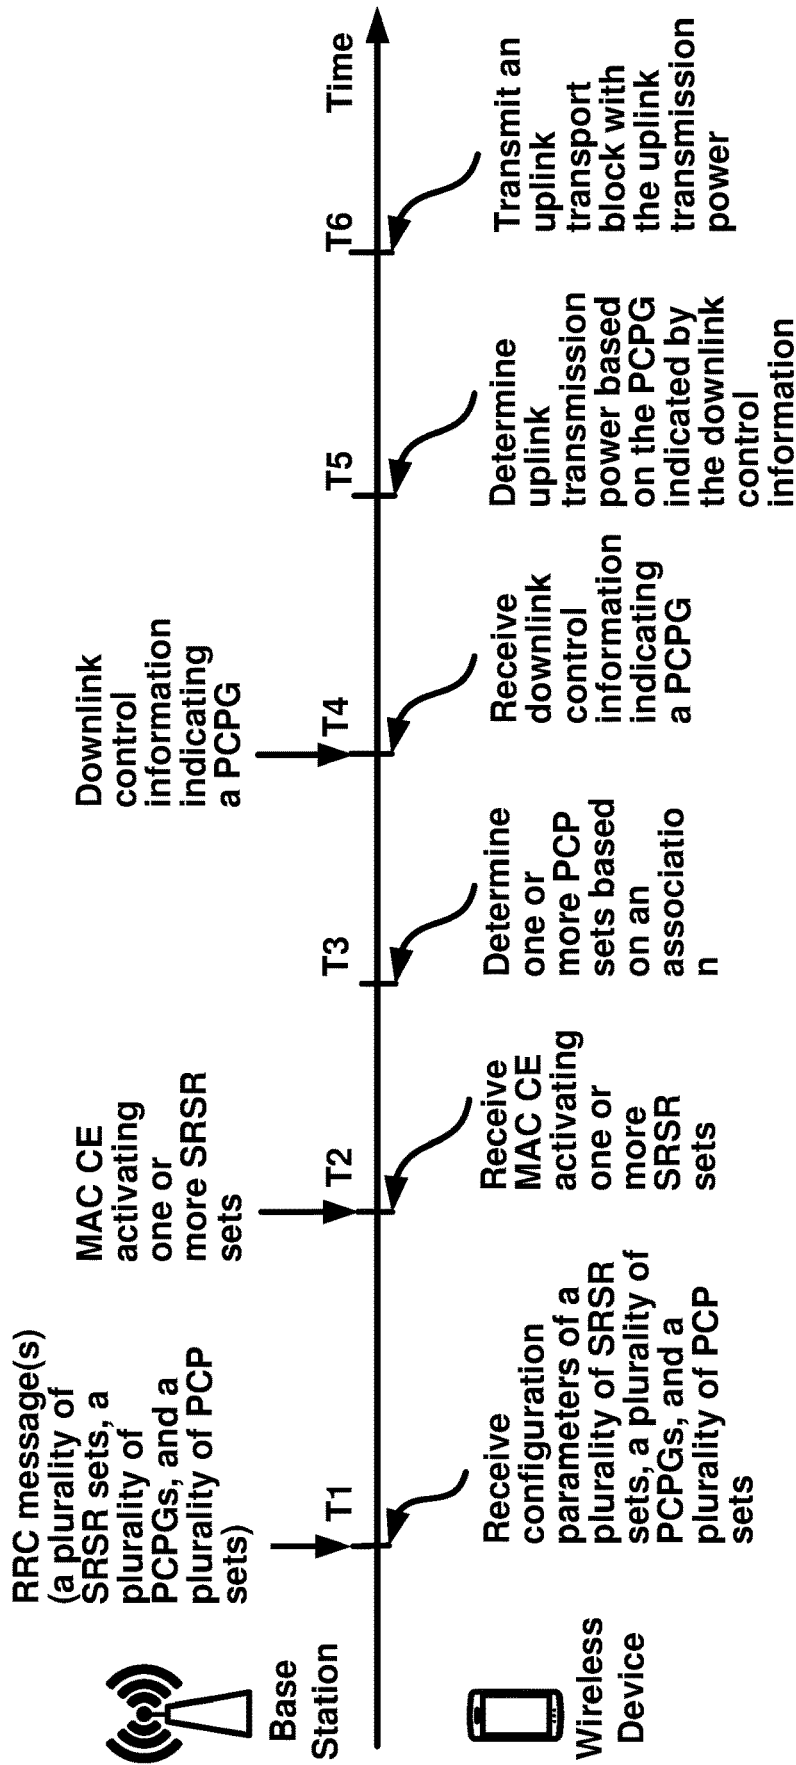 RRC message(s)
(a plurality of
SRSR sets, a
plurality of
PCPGs, and a
plurality of PCP
sets)
MAC CE
activating
one or
more SRSR
sets
Downlink
control
information
indicating
a PCPG
Base
Station
T1
T2
T3
T4
T5
T6
Time
Wireless
Device
Receive
configuration
parameters of a
plurality of SRSR
sets, a plurality of
PCPGs, and a
plurality of PCP
sets
Receive
MAC CE
activating
one or
more
SRSR
sets
Determine
one or
more PCP
sets based
on an
associatio
n
Receive
downlink
control
information
indicating
a PCPG
Determine
uplink
transmission
power based
on the PCPG
indicated by
the downlink
control
information
Transmit an
uplink
transport
block with
the uplink
transmission
power